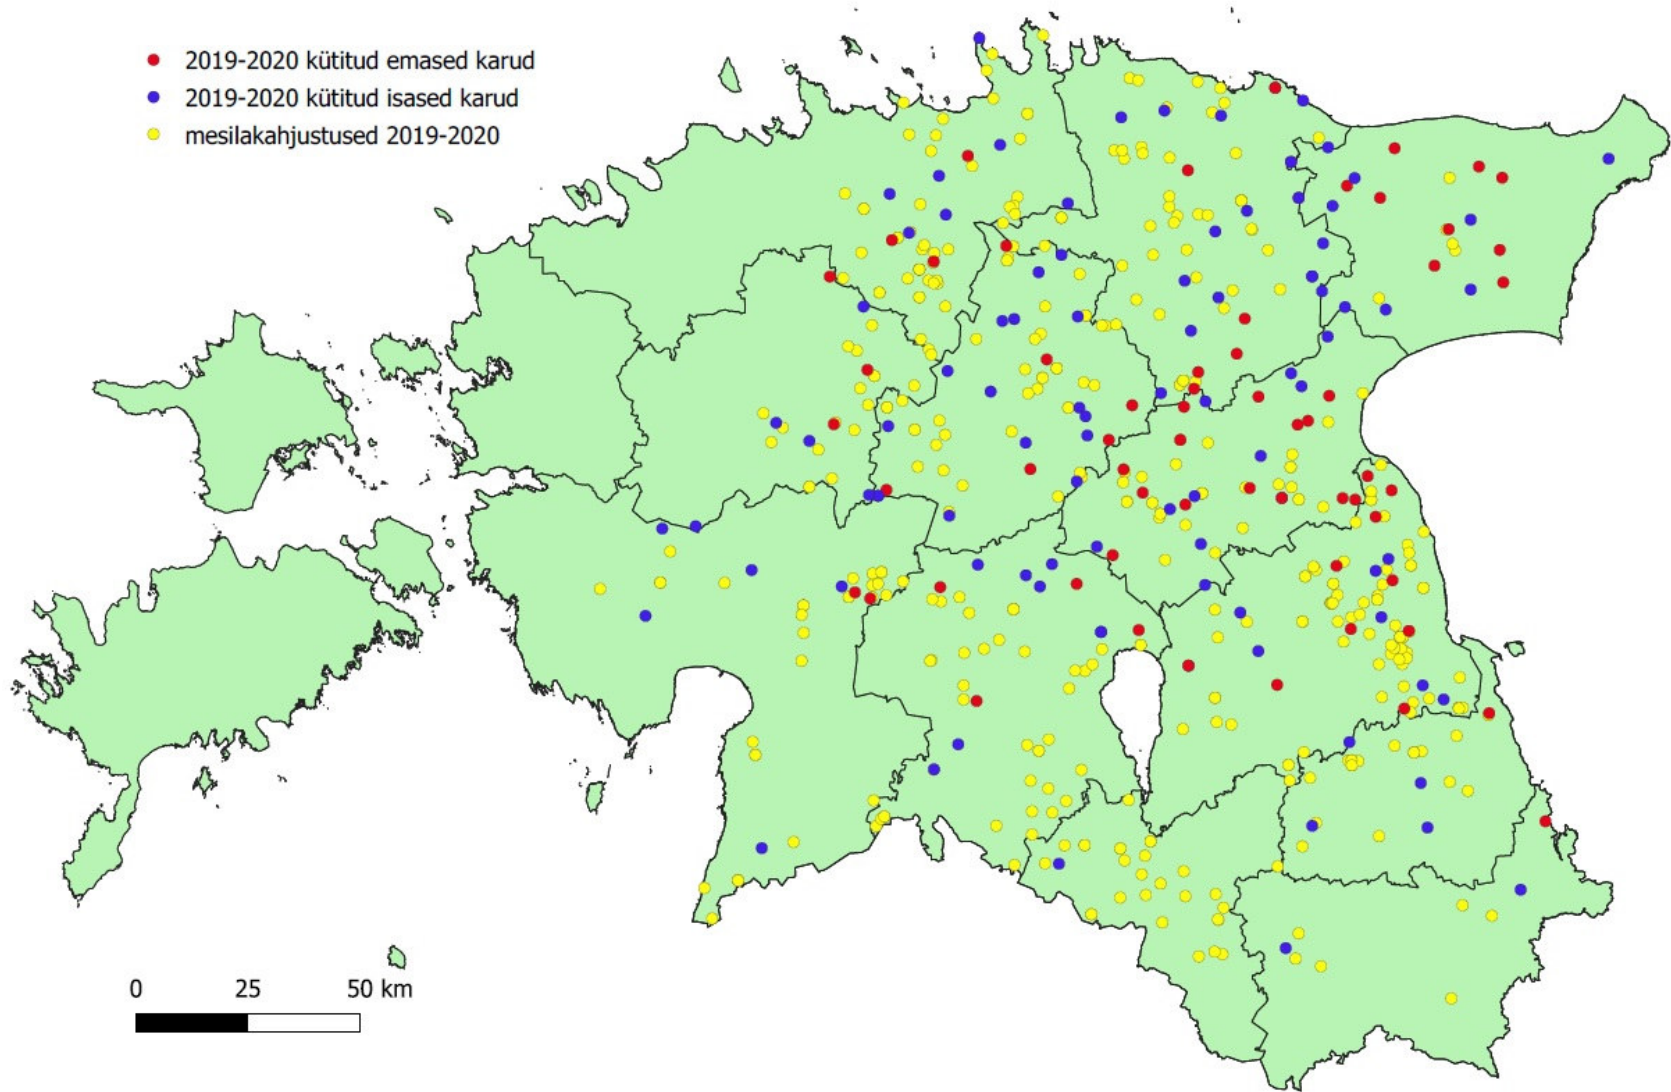 2019-2020 kütitud emased karud
2019-2020 kütitud isased karud
mesilakahjustused 2019-2020
0 25 50 km